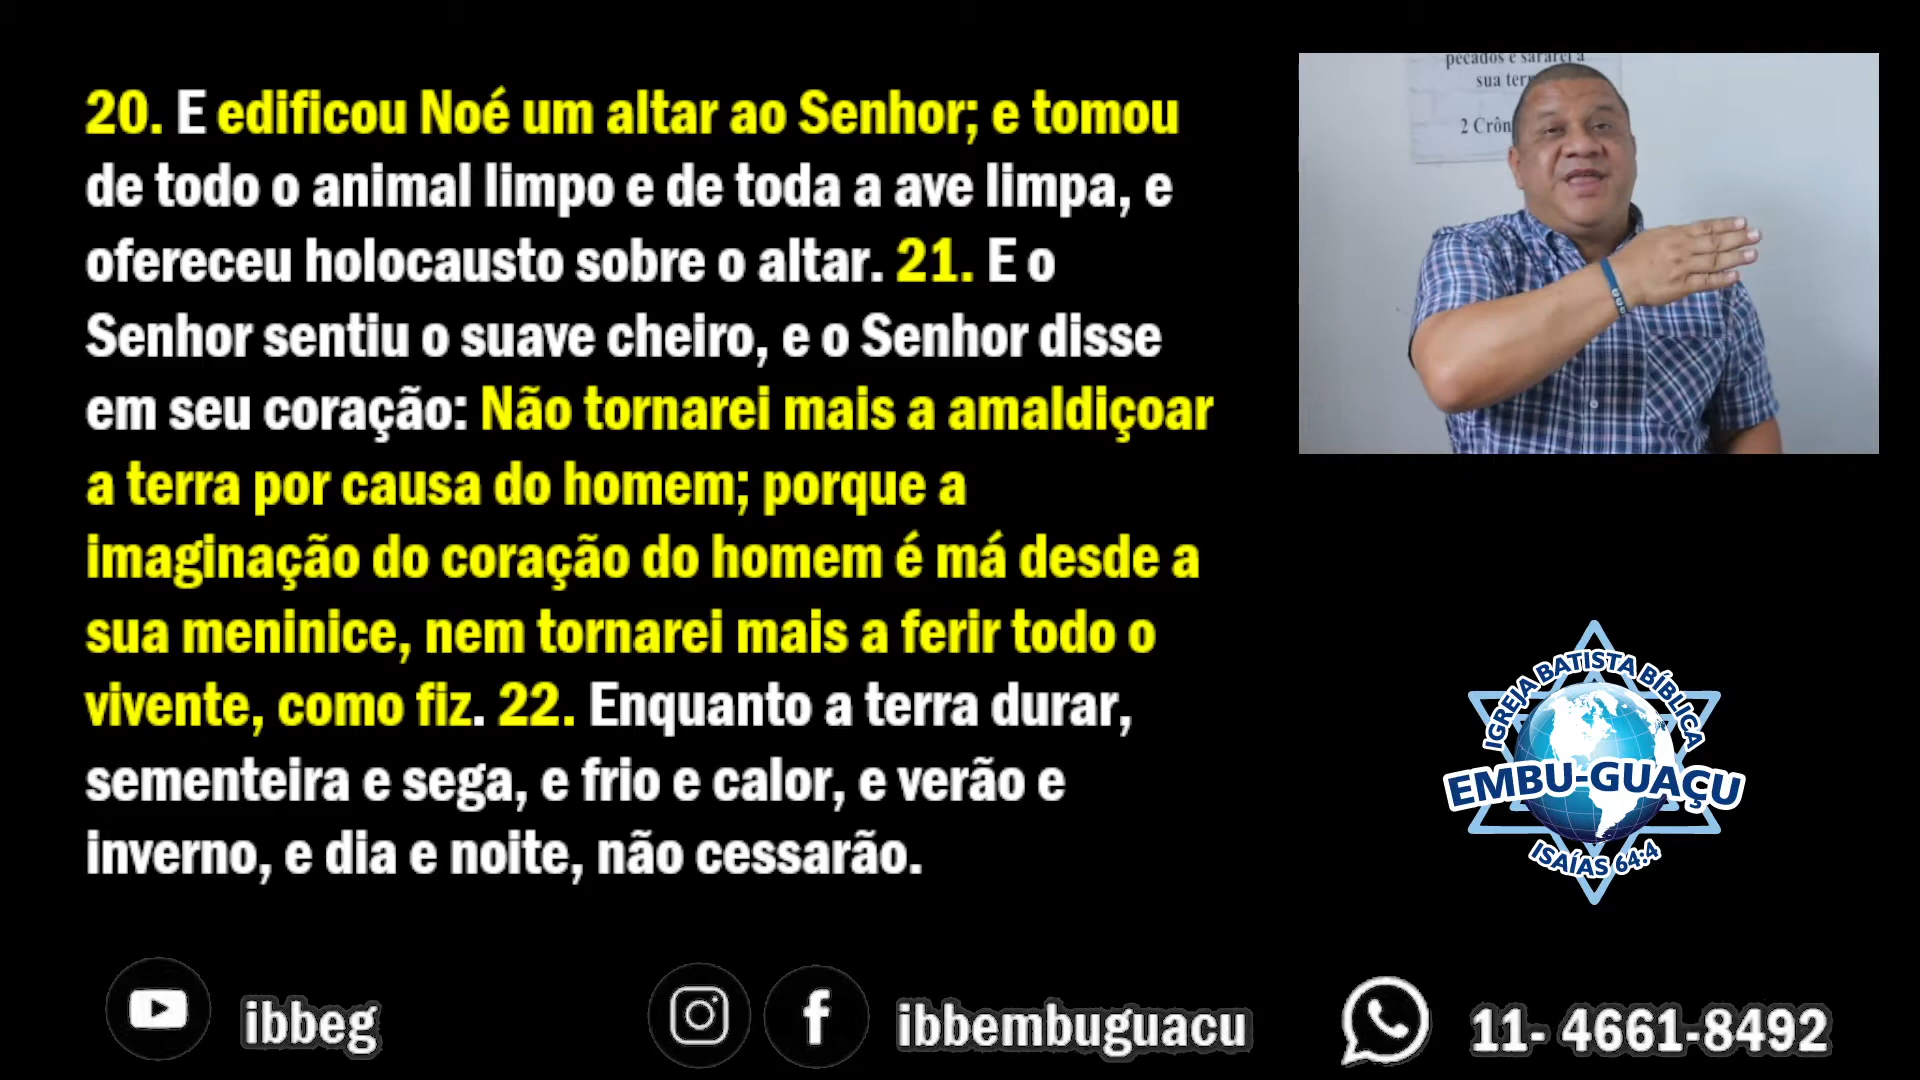 20. E edificou Noé um altar ao Senhor; e tomou
de todo o animal limpo e de toda a ave limpa, e
ofereceu holocausto sobre o altar. 21. E o
Senhor sentiu o suave cheiro, e o Senhor disse
em seu coração: Não tornarei mais a amaldiçoar
a terra por causa do homem; porque a
imaginação do coração do homem é má desde a
sua meninice, nem tornarei mais a ferir todo o
vivente, como fiz. 22. Enquanto a terra durar,
sementeira e sega, e frio e calor, e verão e
inverno, e dia e noite, não cessarão.
pecados e sararei a
sua
2
IGREJA BATISTA BÍBLICA
EMBU-GUAÇU
ISAÍAS 64:4
ibbeg
ibbembuguacu
11- 4661-8492